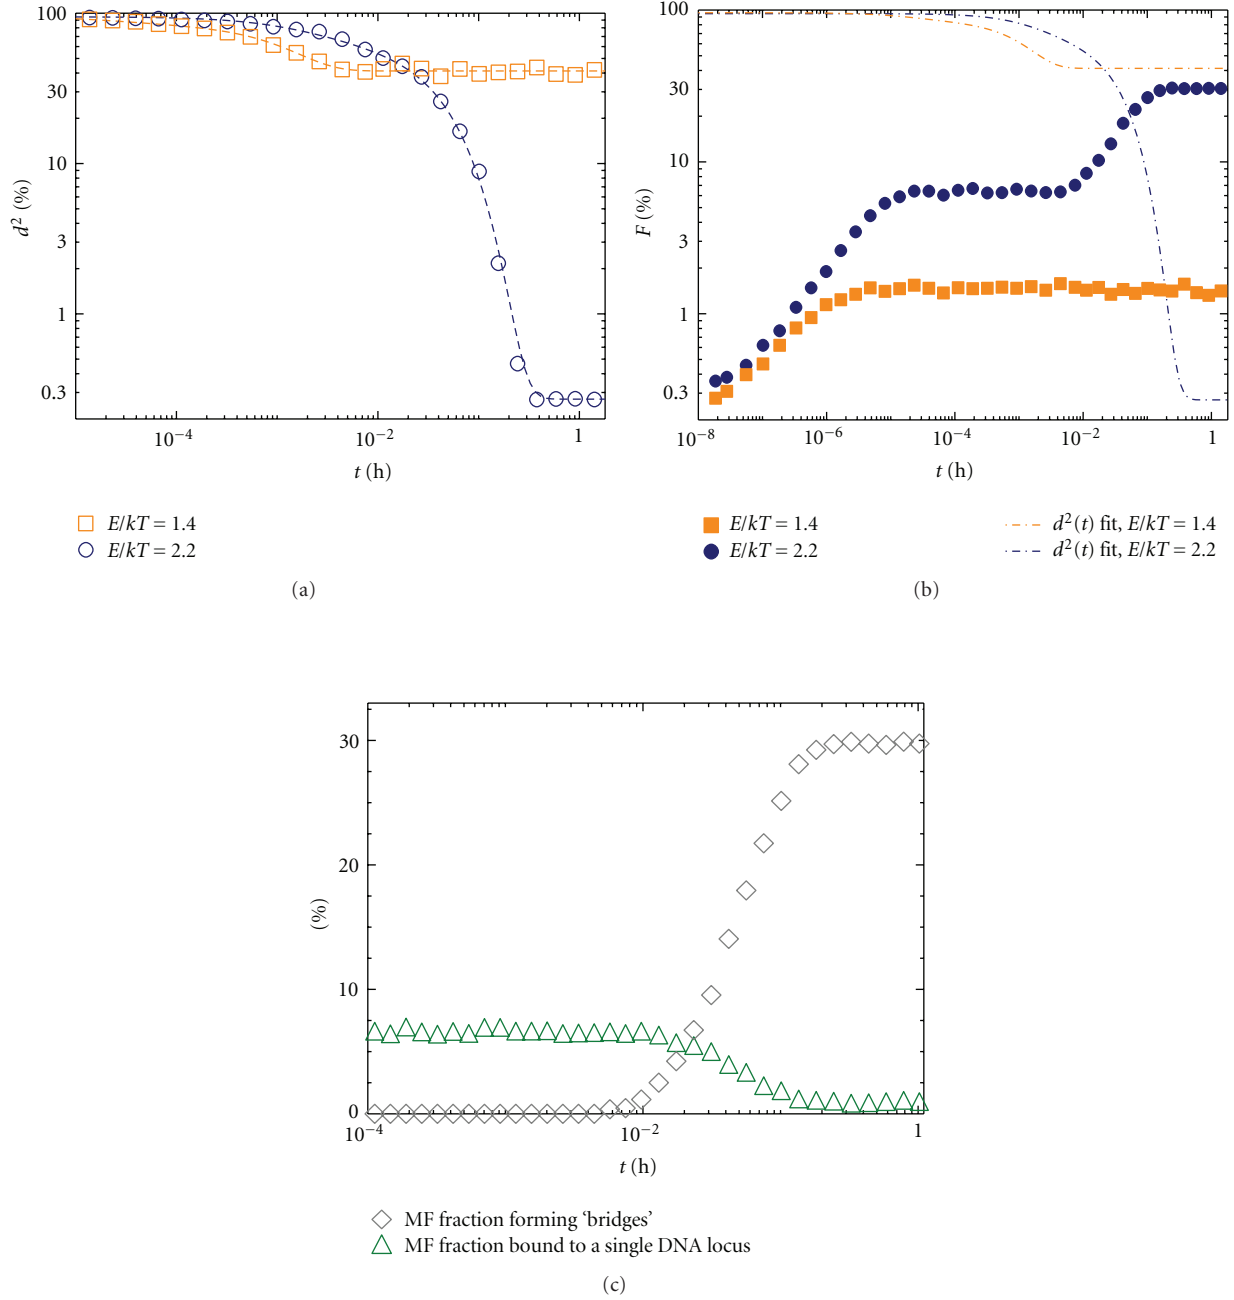 100
30
10
3
1
0.3
d² (%)
10⁻⁴
10⁻²
1
t (h)
E/kT = 1.4
E/kT = 2.2
(a)
100
30
10
3
1
0.3
F (%)
10⁻⁸
10⁻⁶
10⁻⁴
10⁻²
1
t (h)
E/kT = 1.4
E/kT = 2.2
d²(t) fit, E/kT = 1.4
d²(t) fit, E/kT = 2.2
(b)
30
20
10
0
(%)
10⁻⁴
10⁻²
1
t (h)
MF fraction forming ‘bridges’
MF fraction bound to a single DNA locus
(c)